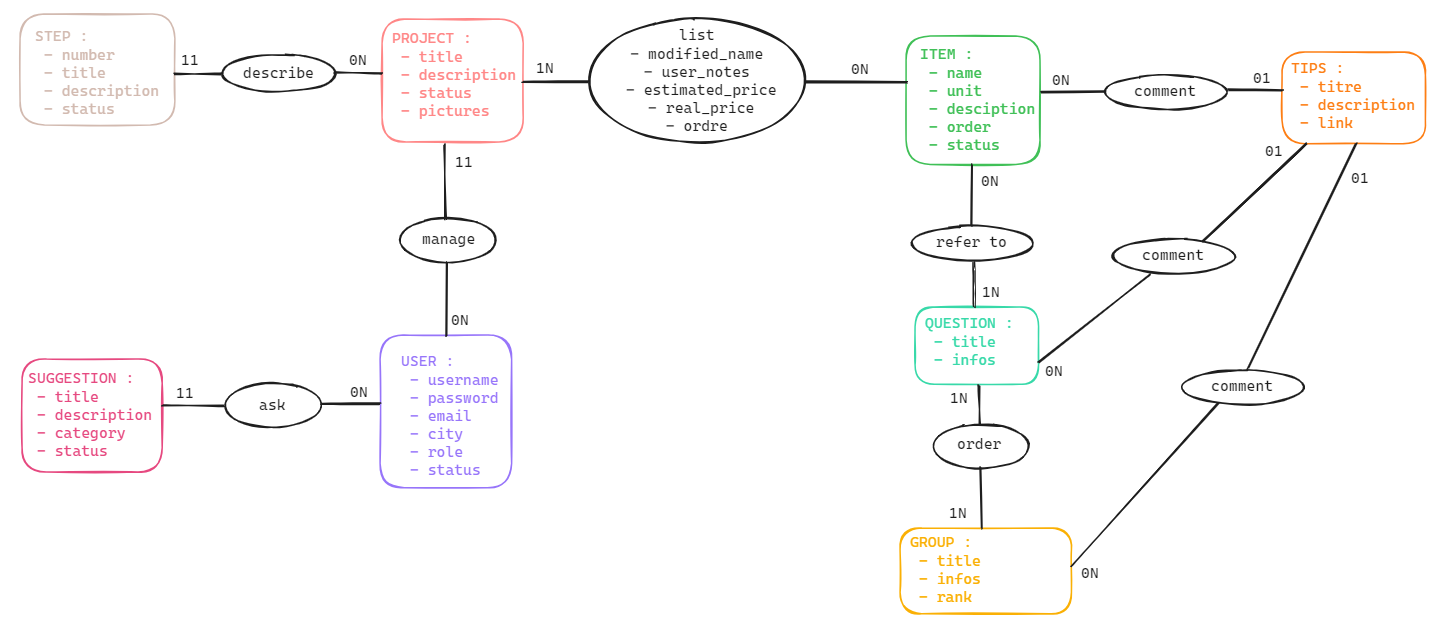 STEP :
- number
- title
- description
- status
11
describe
0N
PROJECT :
- title
- description
- status
- pictures
1N
list
- modified_name
- user_notes
- estimated_price
- real_price
- ordre
0N
ITEM :
- name
- unit
- desciption
- order
- status
0N
comment
01
TIPS :
- titre
- description
- link
11
manage
0N
0N
refer to
1N
01
comment
0N
01
comment
0N
SUGGESTION :
- title
- description
- category
- status
11
ask
0N
USER :
- username
- password
- email
- city
- role
- status
QUESTION :
- title
- infos
1N
order
1N
GROUP :
- title
- infos
- rank